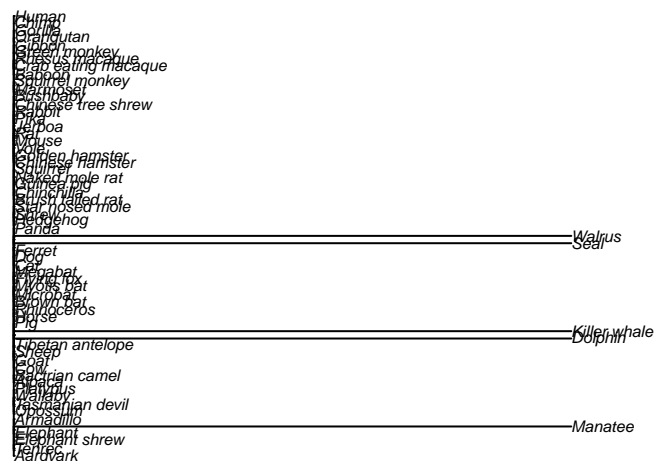 Human
Chimp
Gorilla
Orangutan
Gibbon
Green monkey
Rhesus macaque
Crab eating macaque
Baboon
Squirrel monkey
Marmoset
Bushbaby
Chinese tree shrew
Rabbit
Pika
Jerboa
Rat
Mouse
Vole
Golden hamster
Chinese hamster
Squirrel
Naked mole rat
Guinea pig
Chinchilla
Brush tailed rat
Star nosed mole
Shrew
Hedgehog
Panda
Walrus
Seal
Ferret
Dog
Cat
Megabat
Flying fox
Myotis bat
Microbat
Brown bat
Rhinoceros
Horse
Pig
Killer whale
Dolphin
Tibetan antelope
Sheep
Goat
Cow
Bactrian camel
Alpaca
Platypus
Wallaby
Tasmanian devil
Opossum
Armadillo
Manatee
Elephant
Elephant shrew
Tenrec
Aardvark